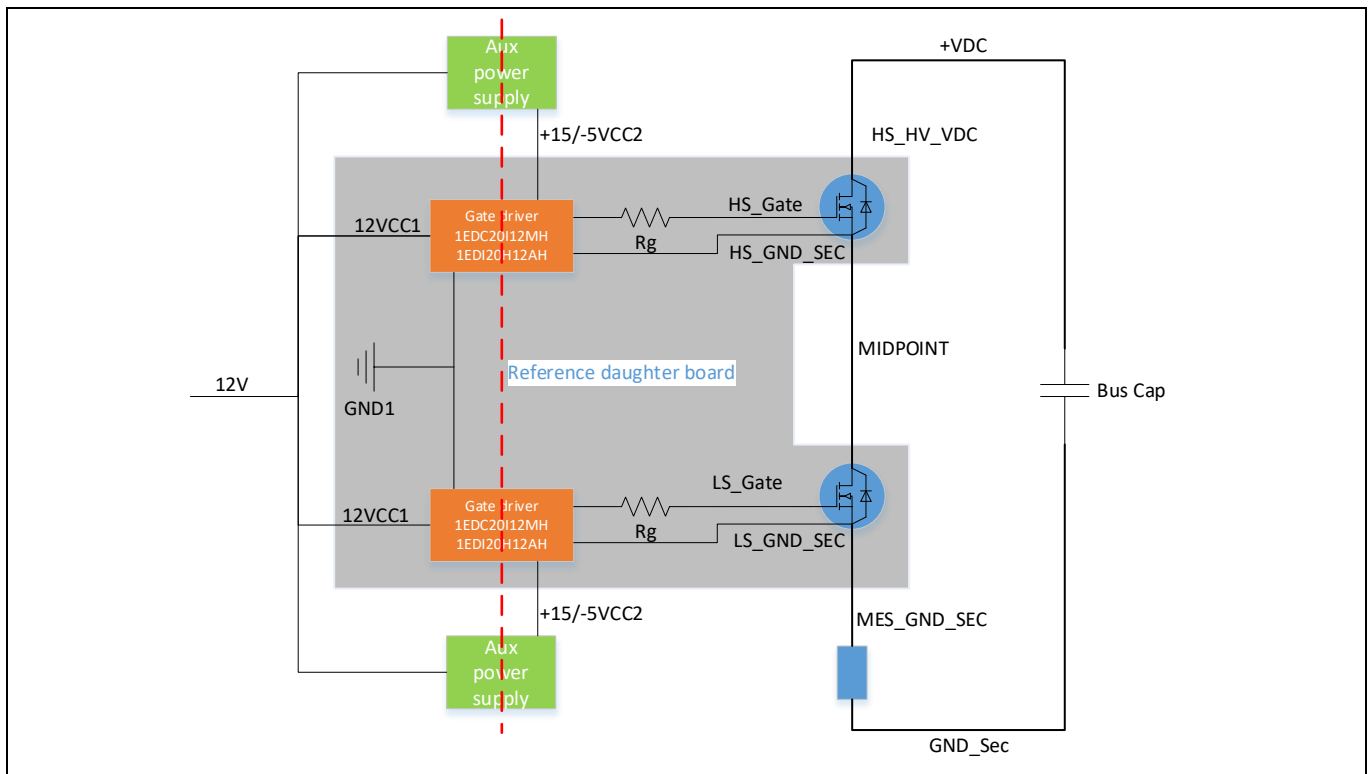 +VDC
Aux
power
supply
+15/-5VCC2
HS_HV_VDC
12VCC1
Gate driver
1EDC20I12MH
1EDI20H12AH
HS_Gate
Rg
HS_GND_SEC
MIDPOINT
Reference daughter board
12V
GND1
Bus Cap
LS_Gate
12VCC1
Gate driver
1EDC20I12MH
1EDI20H12AH
Rg
LS_GND_SEC
+15/-5VCC2
MES_GND_SEC
Aux
power
supply
GND_Sec